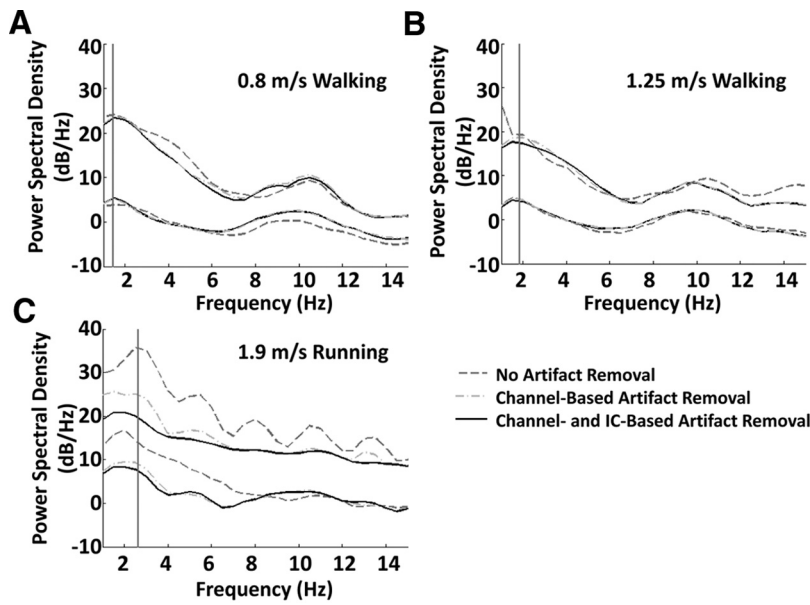 A
B
40
30
20
10
0
-10
Power Spectral Density
(dB/Hz)
0.8 m/s Walking
2 4 6 8 10 12 14
Frequency (Hz)
40
30
20
10
0
-10
Power Spectral Density
(dB/Hz)
1.25 m/s Walking
2 4 6 8 10 12 14
Frequency (Hz)
C
40
30
20
10
0
-10
Power Spectral Density
(dB/Hz)
1.9 m/s Running
2 4 6 8 10 12 14
Frequency (Hz)
No Artifact Removal
Channel-Based Artifact Removal
Channel- and IC-Based Artifact Removal